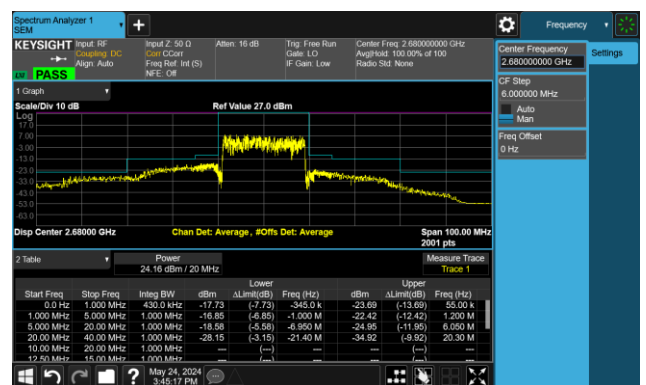 Spectrum Analyzer 1
SEM
Frequency
KEYSIGHT
Input: RF
Coupling: DC
Align: Auto
Input Z: 50 Ω
Corr CCorr
Freq Ref: Int (S)
NFE: Off
Atten: 16 dB
Trig: Free Run
Gate: LO
IF Gain: Low
Center Freq: 2.680000000 GHz
Avg|Hold: 100.00% of 100
Radio Std: None
LW PASS
Center Frequency
2.680000000 GHz
Settings
CF Step
6.000000 MHz
Auto
Man
Freq Offset
0 Hz
1 Graph
Scale/Div 10 dB
Ref Value 27.0 dBm
Log
17.0
7.00
-3.00
-13.0
-23.0
-33.0
-43.0
-53.0
-63.0
Disp Center 2.68000 GHz
Chan Det: Average , #Offs Det: Average
Span 100.00 MHz
2001 pts
2 Table
Power
24.16 dBm / 20 MHz
Measure Trace
Trace 1
Lower Upper
Start Freq Stop Freq Integ BW dBm ΔLimit(dB) Freq (Hz) dBm ΔLimit(dB) Freq (Hz)
0.0 Hz 1.000 MHz 430.0 kHz -17.73 (-7.73) -345.0 k -23.69 (-13.69) 55.00 k
1.000 MHz 5.000 MHz 1.000 MHz -16.85 (-6.85) -1.000 M -22.42 (-12.42) 1.200 M
5.000 MHz 20.00 MHz 1.000 MHz -18.58 (-5.58) -6.950 M -24.95 (-11.95) 6.050 M
20.00 MHz 40.00 MHz 1.000 MHz -28.15 (-3.15) -21.40 M -34.92 (-9.92) 20.30 M
10.00 MHz 20.00 MHz 1.000 MHz --- (---) --- --- (---) ---
12.50 MHz 15.00 MHz 1.000 MHz --- (---) --- --- (---) ---
May 24, 2024
3:45:17 PM